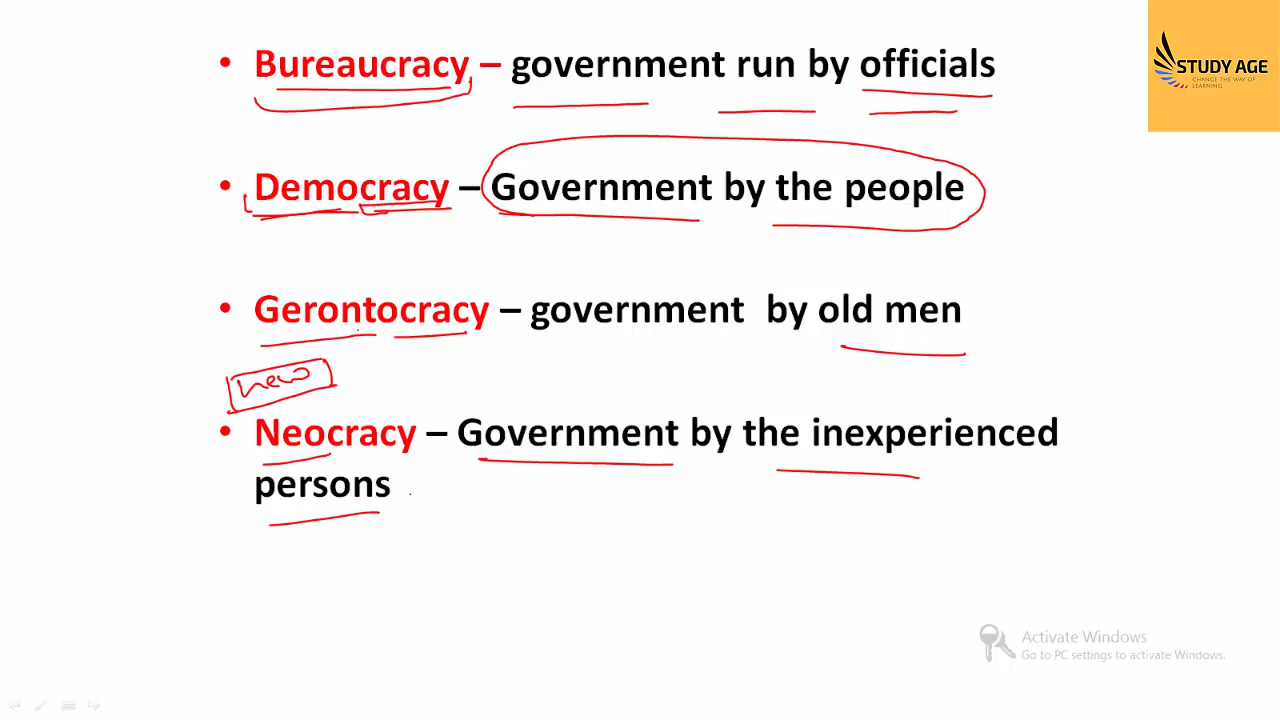 • Bureaucracy – government run by officials
STUDY AGE
CHANGE THE WAY OF
LEARNING
• Democracy – Government by the people
• Gerontocracy – government by old men
new
• Neocracy – Government by the inexperienced
persons
Activate Windows
Go to PC settings to activate Windows.